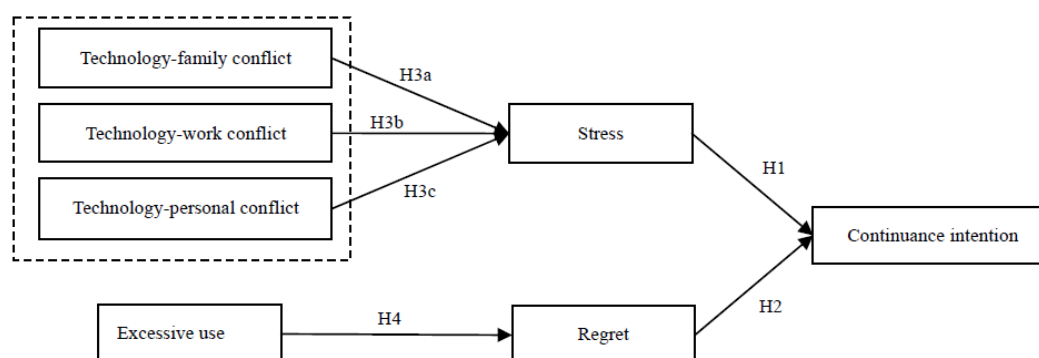 Technology-family conflict
H3a
Technology-work conflict
H3b
Stress
Technology-personal conflict
H3c
H1
Continuance intention
Excessive use
H4
Regret
H2